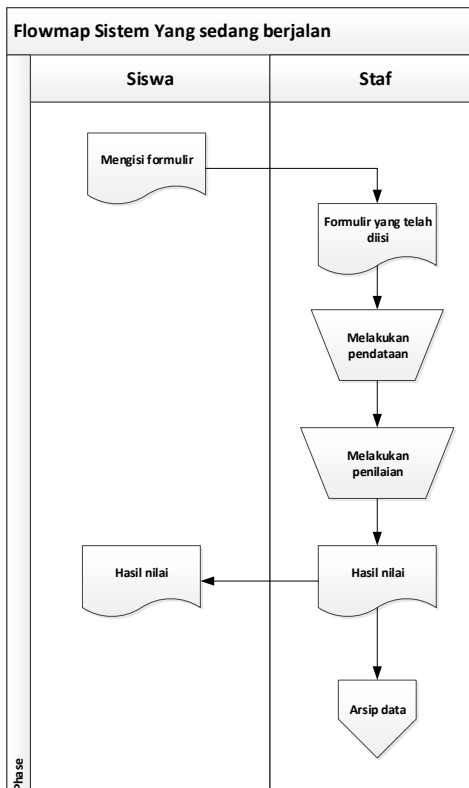 Flowmap Sistem Yang sedang berjalan
Siswa
Staf
Mengisi formulir
Formulir yang telah
diisi
Melakukan
pendataan
Melakukan
penilaian
Hasil nilai
Hasil nilai
Arsip data
Phase